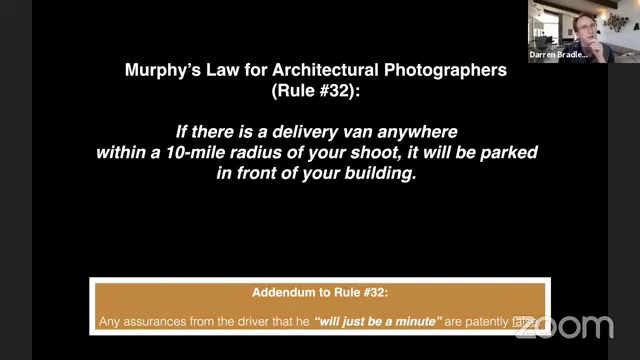 Murphy's Law for Architectural Photographers
(Rule #32):
If there is a delivery van anywhere
within a 10-mile radius of your shoot, it will be parked
in front of your building.
Addendum to Rule #32:
Any assurances from the driver that he "will just be a minute" are patently false.
Darren Bradle...
zoom